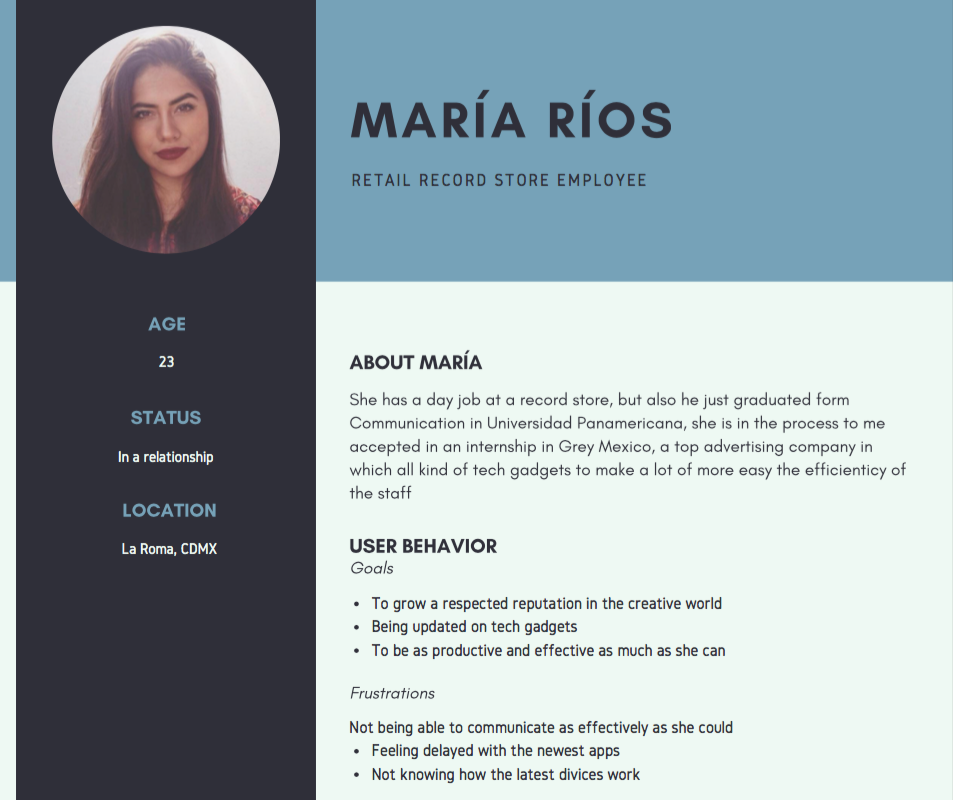 MARÍA RÍOS
RETAIL RECORD STORE EMPLOYEE
AGE
23
STATUS
In a relationship
LOCATION
La Roma, CDMX
ABOUT MARÍA
She has a day job at a record store, but also he just graduated form
Communication in Universidad Panamericana, she is in the process to me
accepted in an internship in Grey Mexico, a top advertising company in
which all kind of tech gadgets to make a lot of more easy the efficienticy of
the staff
USER BEHAVIOR
Goals
• To grow a respected reputation in the creative world
• Being updated on tech gadgets
• To be as productive and effective as much as she can
Frustrations
Not being able to communicate as effectively as she could
• Feeling delayed with the newest apps
• Not knowing how the latest divices work